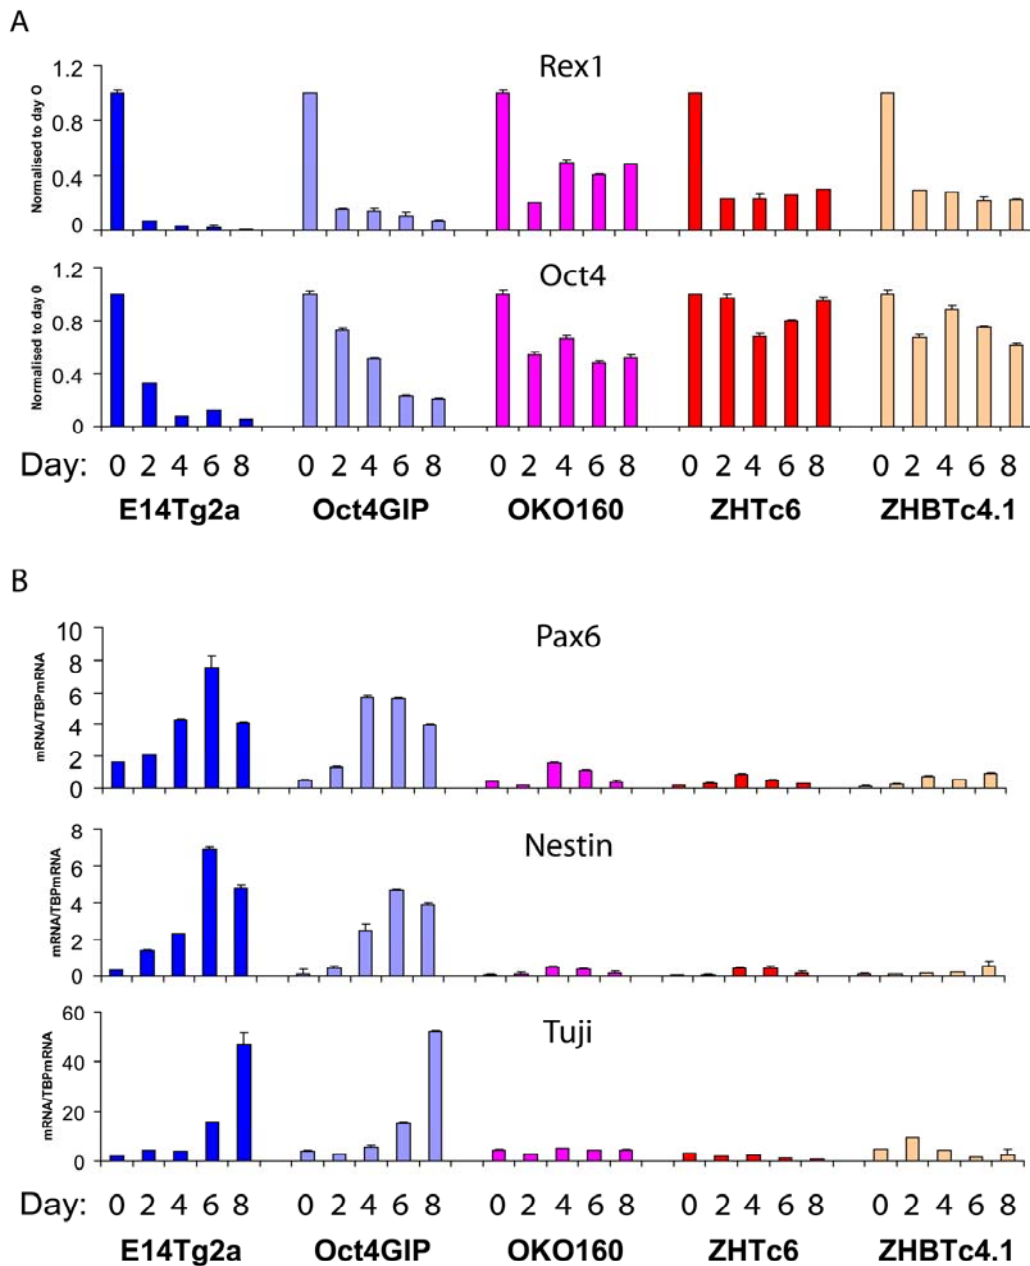 A
Rex1
Normalised to day O
1.2
0.8
0.4
0
Oct4
Normalised to day 0
1.2
0.8
0.4
0
Day: 0 2 4 6 8 0 2 4 6 8 0 2 4 6 8 0 2 4 6 8 0 2 4 6 8
E14Tg2a Oct4GIP OKO160 ZHTc6 ZHBTc4.1
B
Pax6
mRNA/TBPmRNA
10
8
6
4
2
0
Nestin
mRNA/TBPmRNA
8
6
4
2
0
Tuji
mRNA/TBPmRNA
60
40
20
0
Day: 0 2 4 6 8 0 2 4 6 8 0 2 4 6 8 0 2 4 6 8 0 2 4 6 8
E14Tg2a Oct4GIP OKO160 ZHTc6 ZHBTc4.1